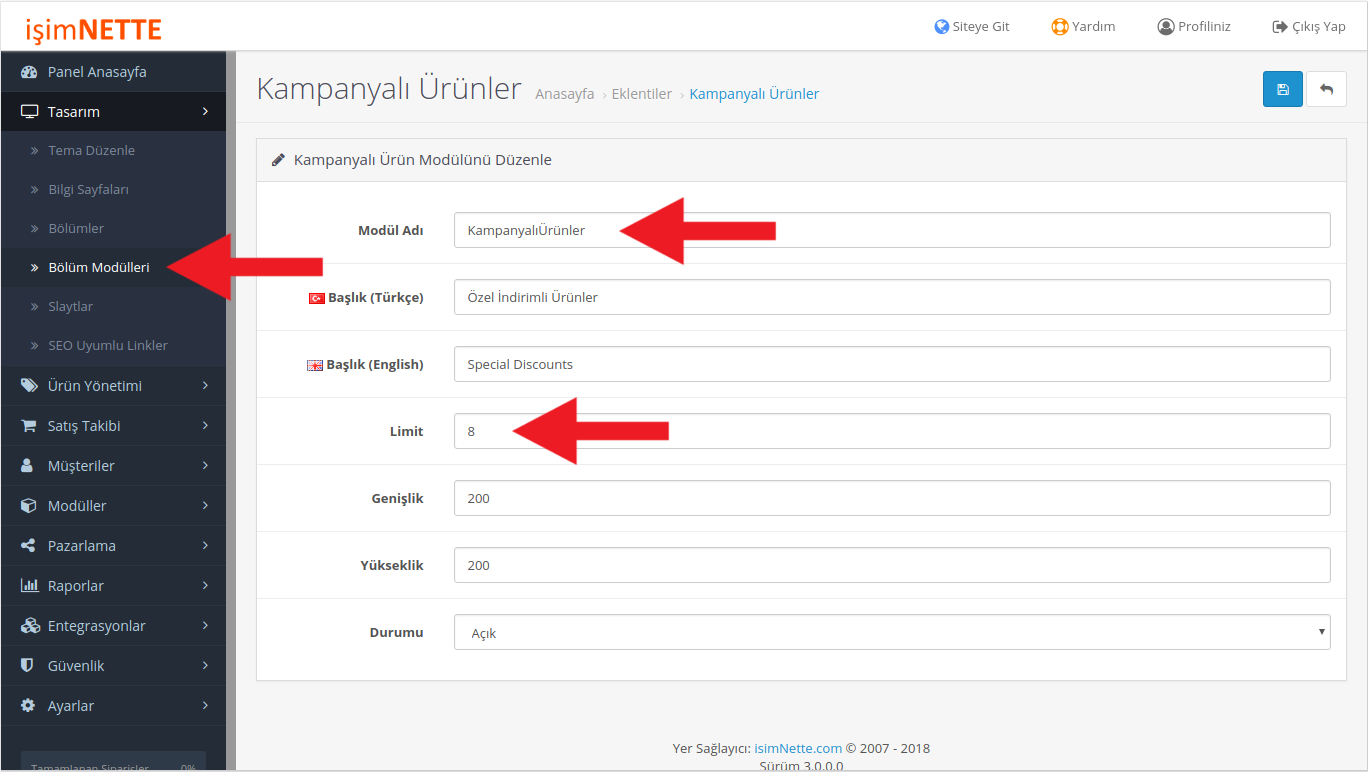 işimNETTE
Siteye Git
Yardım
Profiliniz
Çıkış Yap
Panel Anasayfa
Tasarım
Tema Düzenle
Bilgi Sayfaları
Bölümler
Bölüm Modülleri
Slaytlar
SEO Uyumlu Linkler
Ürün Yönetimi
Satış Takibi
Müşteriler
Modüller
Pazarlama
Raporlar
Entegrasyonlar
Güvenlik
Ayarlar
Tamamlanan Siparişler 0%
Kampanyalı Ürünler
Anasayfa › Eklentiler › Kampanyalı Ürünler
Kampanyalı Ürün Modülünü Düzenle
Modül Adı KampanyalıÜrünler
Başlık (Türkçe) Özel İndirimli Ürünler
Başlık (English) Special Discounts
Limit 8
Genişlik 200
Yükseklik 200
Durumu Açık
Yer Sağlayıcı: isimNette.com © 2007 - 2018
Sürüm 3.0.0.0